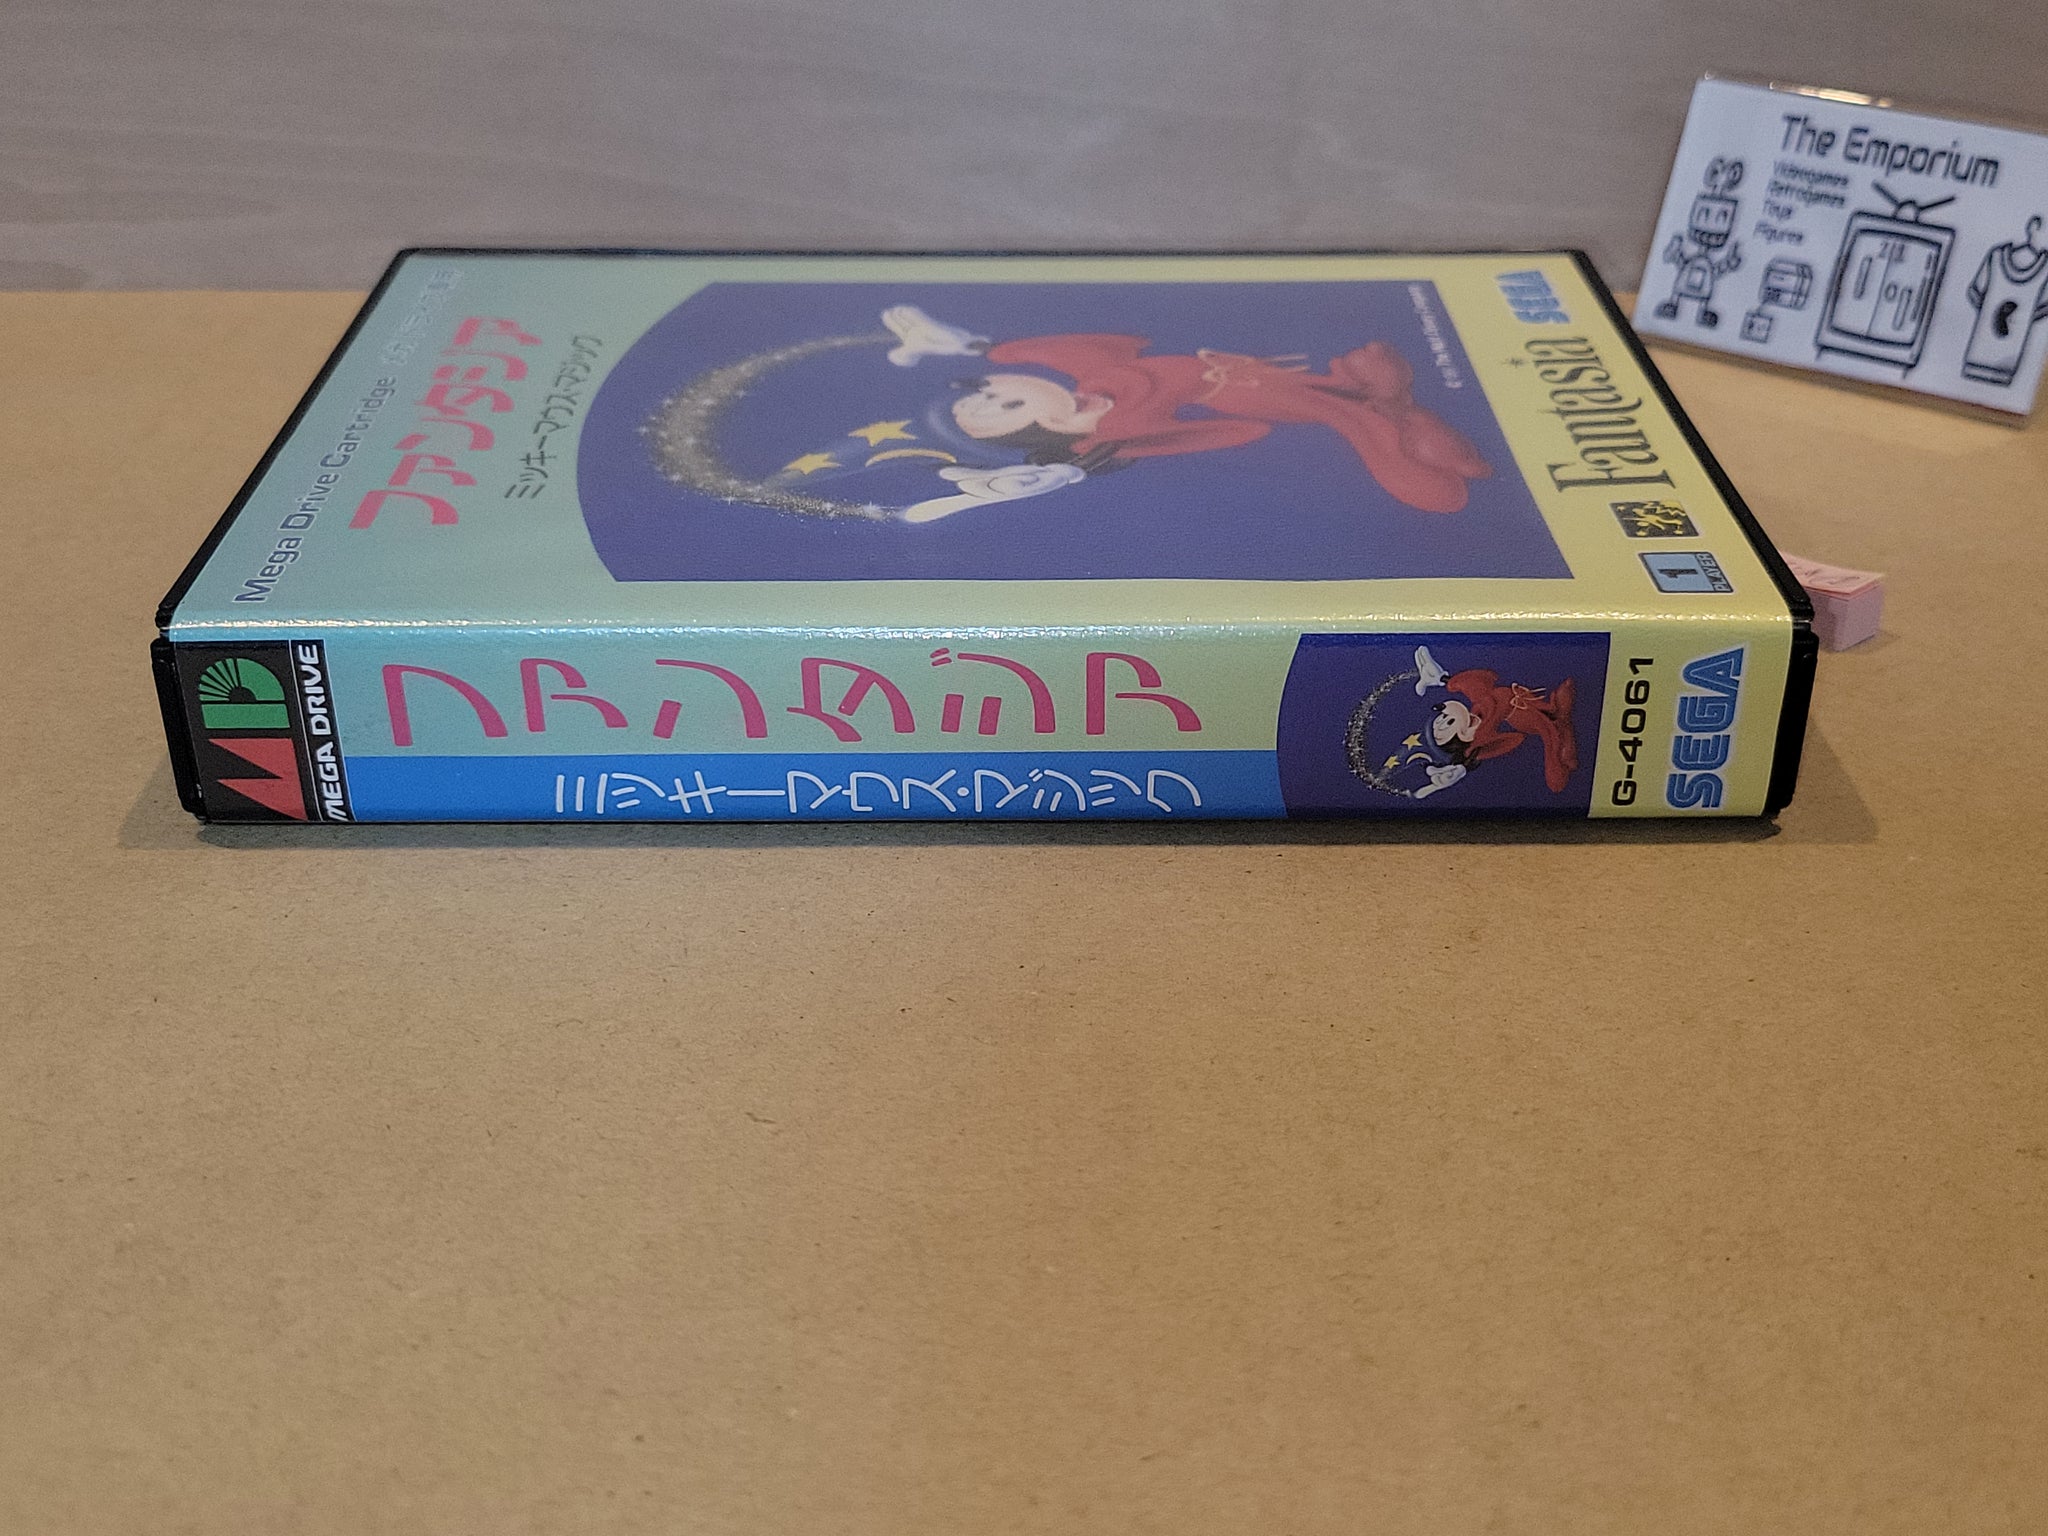 The Emporium
Videogames
Retrogames
Toys
Figures
Mega Drive Cartridge
ファンタジア
ミッキーマウス・マジック
SEGA
Fantasia
1
PLAYER
MEGA DRIVE
ファンタジア
ミッキーマウス・マジック
G-4061
SEGA